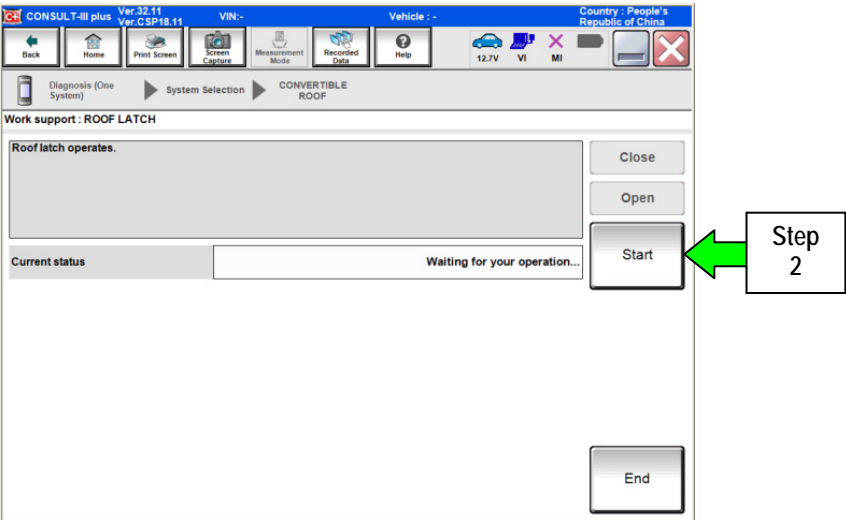 CONSULT-III plus Ver.32.11
Ver.CSP18.11
VIN:-
Vehicle : -
Country : People's
Republic of China
Back
Home
Print Screen
Screen
Capture
Measurement
Mode
Recorded
Data
Help
12.7V
VI
MI
Diagnosis (One
System)
System Selection
CONVERTIBLE
ROOF
Work support : ROOF LATCH
Roof latch operates.
Close
Open
Start
Current status
Waiting for your operation...
Step
2
End